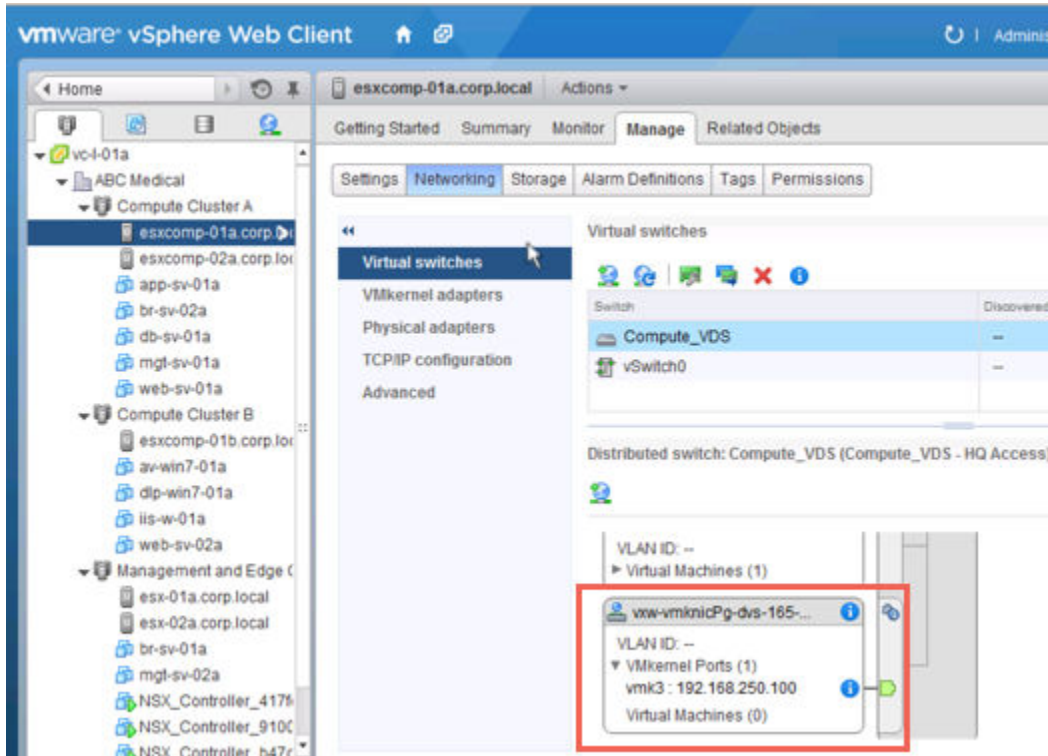 vmware® vSphere Web Client
Adminis
Home
esxcomp-01a.corp.local Actions
Getting Started Summary Monitor Manage Related Objects
vc-l-01a
ABC Medical
Compute Cluster A
esxcomp-01a.corp.
esxcomp-02a.corp.loc
app-sv-01a
br-sv-02a
db-sv-01a
mgt-sv-01a
web-sv-01a
Compute Cluster B
esxcomp-01b.corp.loc
av-win7-01a
dlp-win7-01a
iis-w-01a
web-sv-02a
Management and Edge C
esx-01a.corp.local
esx-02a.corp.local
br-sv-01a
mgt-sv-02a
NSX_Controller_417f
NSX_Controller_910C
NSX_Controller_b47c
Settings Networking Storage Alarm Definitions Tags Permissions
Virtual switches
VMkernel adapters
Physical adapters
TCP/IP configuration
Advanced
Virtual switches
Switch Discovered
Compute_VDS --
vSwitch0 --
Distributed switch: Compute_VDS (Compute_VDS - HQ Access)
VLAN ID: --
Virtual Machines (1)
vxw-vmknicPg-dvs-165-...
VLAN ID: --
VMkernel Ports (1)
vmk3 : 192.168.250.100
Virtual Machines (0)